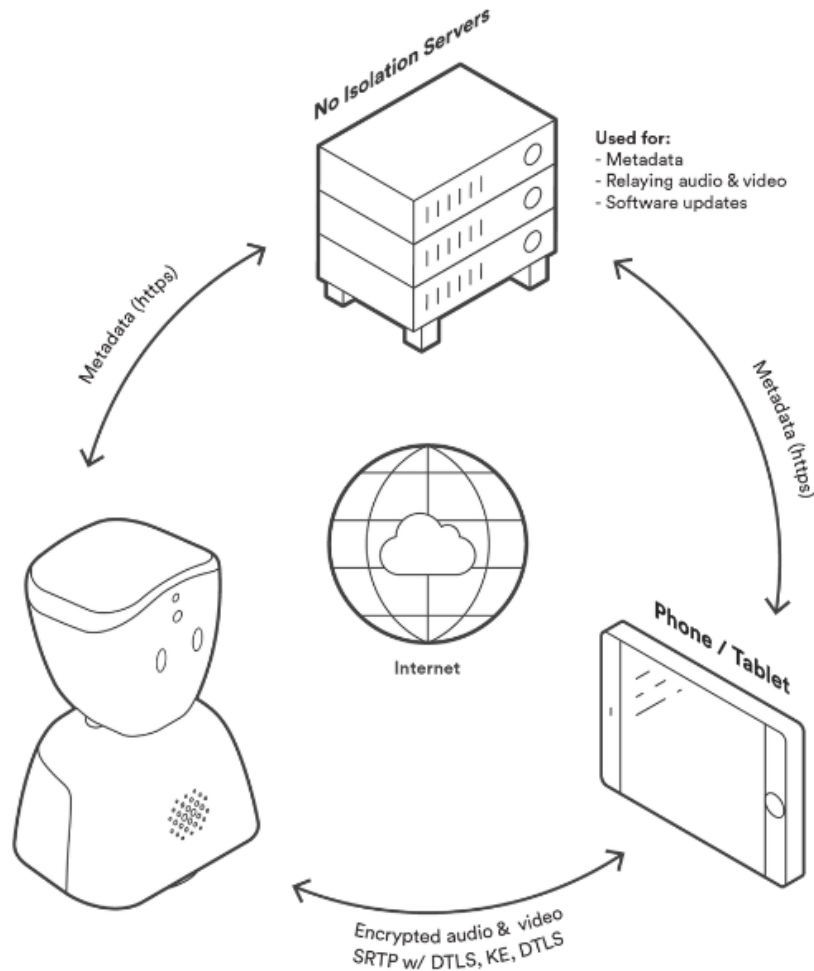 No Isolation Servers
Used for:
- Metadata
- Relaying audio & video
- Software updates
Metadata (https)
Metadata (https)
Internet
Phone / Tablet
Encrypted audio & video
SRTP w/ DTLS, KE, DTLS